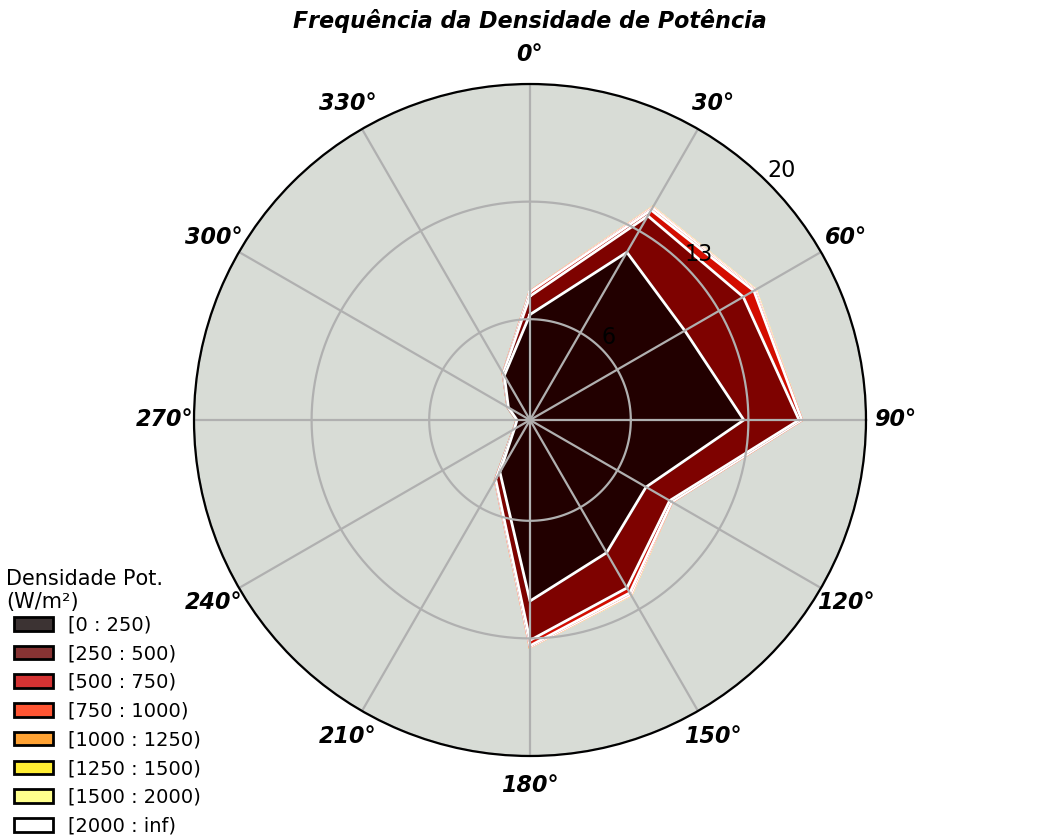 Frequência da Densidade de Potência
0°
30°
60°
90°
120°
150°
180°
210°
240°
270°
300°
330°
20
13
6
Densidade Pot.
(W/m²)
[0 : 250)
[250 : 500)
[500 : 750)
[750 : 1000)
[1000 : 1250)
[1250 : 1500)
[1500 : 2000)
[2000 : inf)